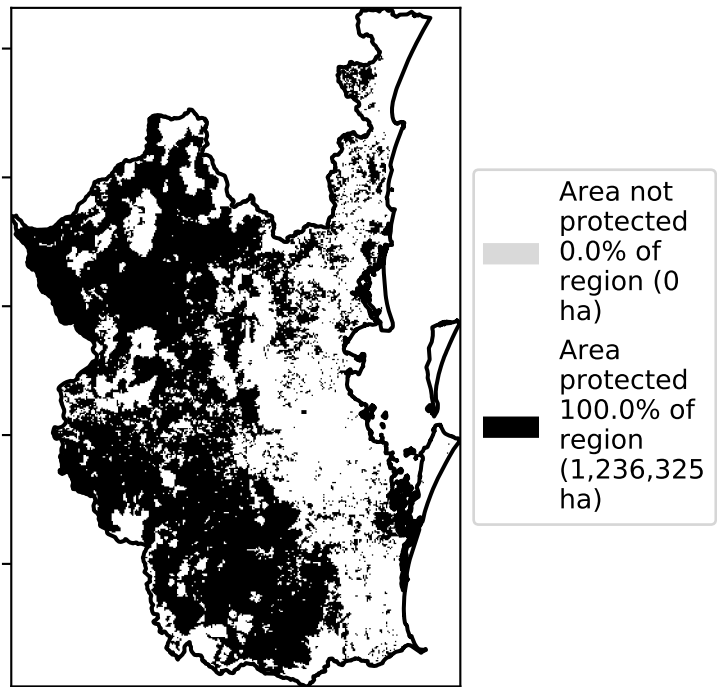 Area not
protected
0.0% of
region (0
ha)
Area
protected
100.0% of
region
(1,236,325
ha)